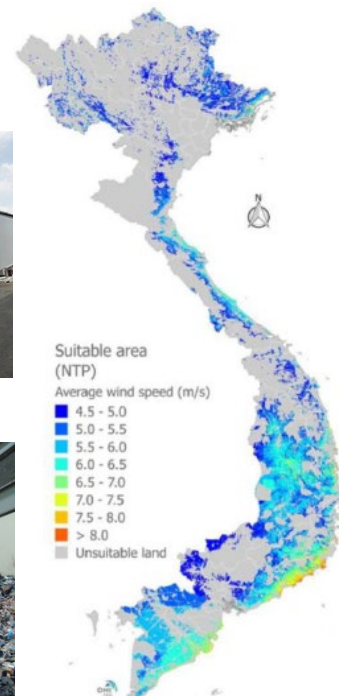 N
Suitable area
(NTP)
Average wind speed (m/s)
4.5 - 5.0
5.0 - 5.5
5.5 - 6.0
6.0 - 6.5
6.5 - 7.0
7.0 - 7.5
7.5 - 8.0
> 8.0
Unsuitable land